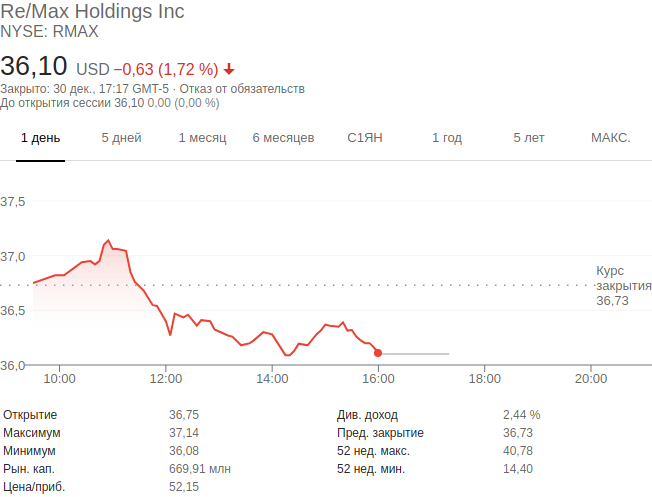 Re/Max Holdings Inc
NYSE: RMAX
36,10 USD −0,63 (1,72 %)
Закрыто: 30 дек., 17:17 GMT-5 · Отказ от обязательств
До открытия сессии 36,10 0,00 (0,00 %)
1 день 5 дней 1 месяц 6 месяцев С1ЯН 1 год 5 лет МАКС.
37,5
37,0
Курс
закрытия
36,73
36,5
36,0
10:00 12:00 14:00 16:00 18:00 20:00
Открытие 36,75 Див. доход 2,44 %
Максимум 37,14 Пред. закрытие 36,73
Минимум 36,08 52 нед. макс. 40,78
Рын. кап. 669,91 млн 52 нед. мин. 14,40
Цена/приб. 52,15